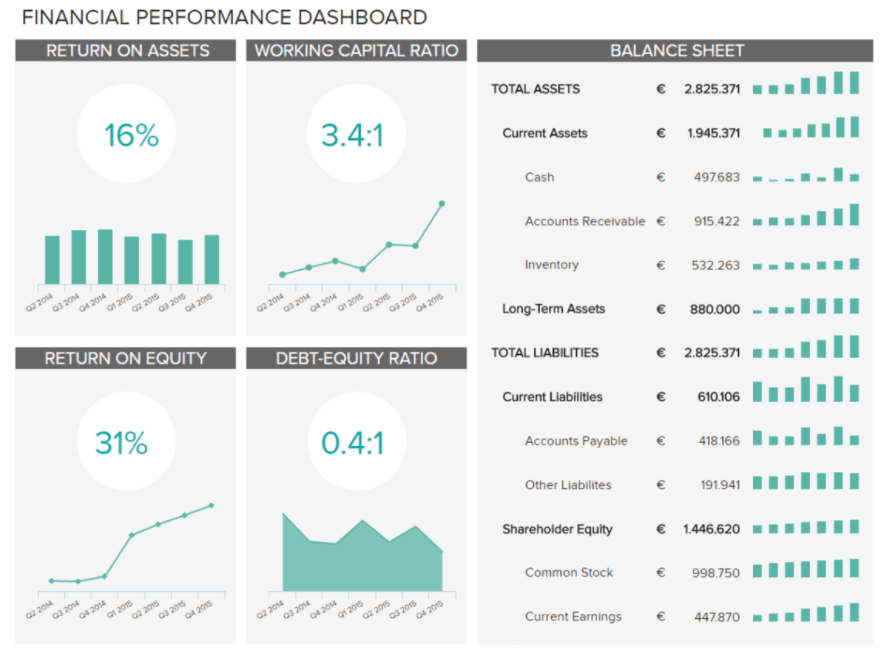 FINANCIAL PERFORMANCE DASHBOARD
RETURN ON ASSETS
16%
Q2 2014 Q3 2014 Q4 2014 Q1 2015 Q2 2015 Q3 2015 Q4 2015
WORKING CAPITAL RATIO
3.4:1
Q2 2014 Q3 2014 Q4 2014 Q1 2015 Q2 2015 Q3 2015 Q4 2015
RETURN ON EQUITY
31%
Q2 2014 Q3 2014 Q4 2014 Q1 2015 Q2 2015 Q3 2015 Q4 2015
DEBT-EQUITY RATIO
0.4:1
Q2 2014 Q3 2014 Q4 2014 Q1 2015 Q2 2015 Q3 2015 Q4 2015
BALANCE SHEET
TOTAL ASSETS € 2.825.371
Current Assets € 1.945.371
Cash € 497.683
Accounts Receivable € 915.422
Inventory € 532.263
Long-Term Assets € 880.000
TOTAL LIABILITIES € 2.825.371
Current Liabilities € 610.106
Accounts Payable € 418.166
Other Liabilites € 191.941
Shareholder Equity € 1.446.620
Common Stock € 998.750
Current Earnings € 447.870